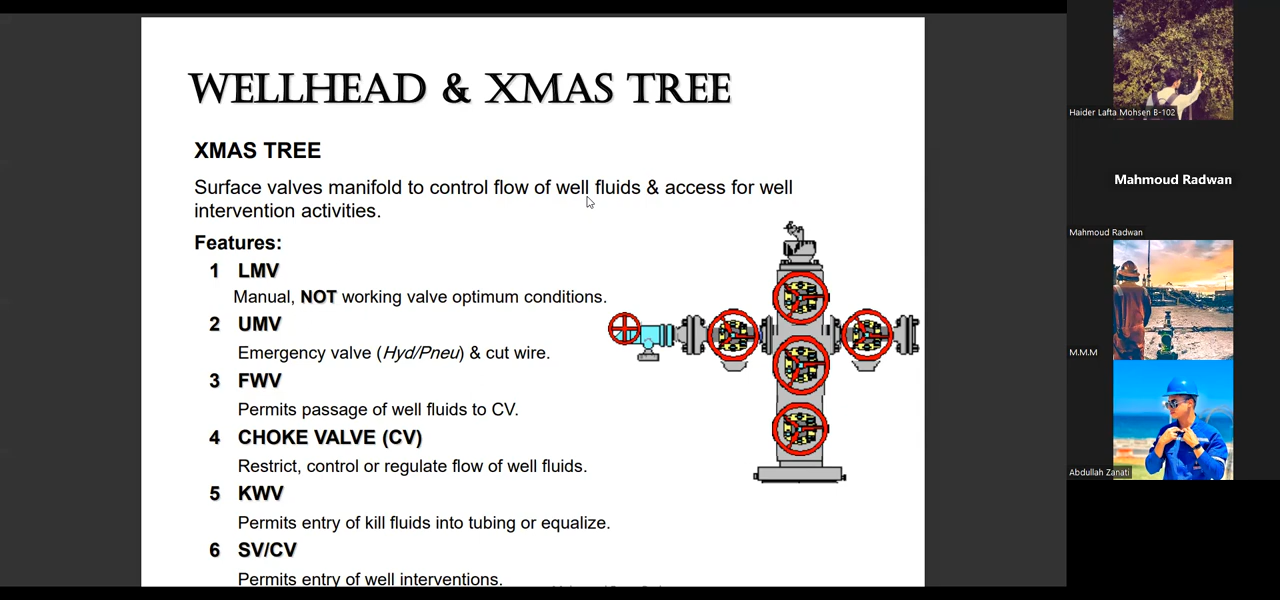 WELLHEAD & XMAS TREE
XMAS TREE
Surface valves manifold to control flow of well fluids & access for well
intervention activities.
Features:
1 LMV
Manual, NOT working valve optimum conditions.
2 UMV
Emergency valve (Hyd/Pneu) & cut wire.
3 FWV
Permits passage of well fluids to CV.
4 CHOKE VALVE (CV)
Restrict, control or regulate flow of well fluids.
5 KWV
Permits entry of kill fluids into tubing or equalize.
6 SV/CV
Permits entry of well interventions.
Haider Lafta Mohsen B-102
Mahmoud Radwan
Mahmoud Radwan
M.M.M
Abdullah Zanati